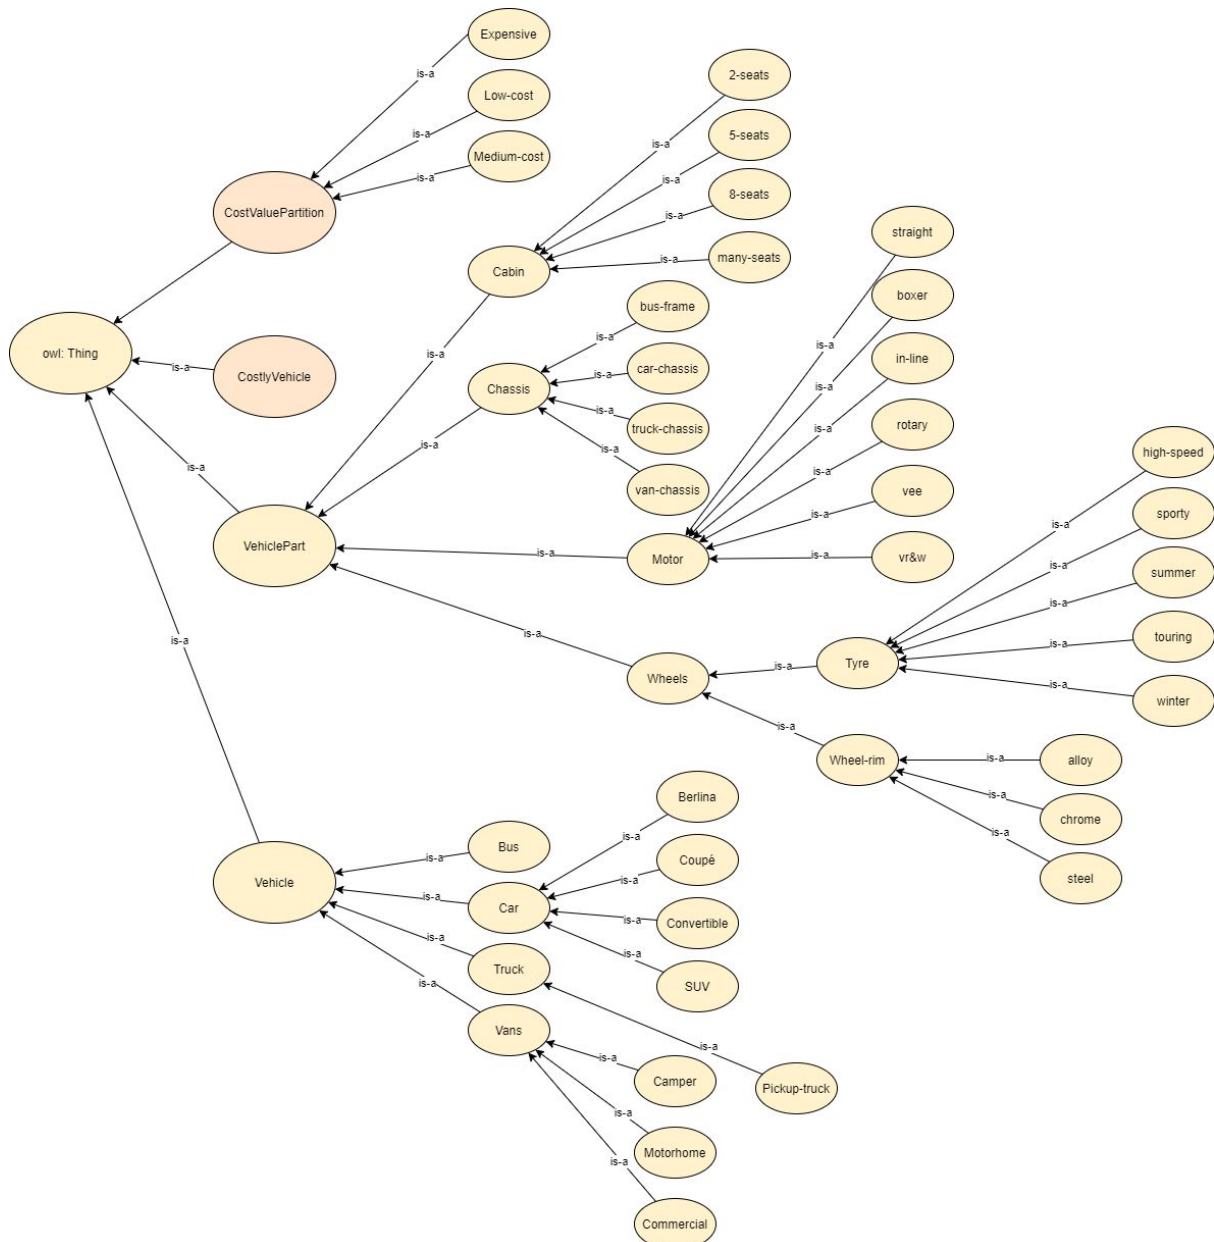 Expensive
is-a
2-seats
Low-cost
is-a
5-seats
Medium-cost
is-a
is-a
is-a
8-seats
CostValuePartition
is-a
straight
many-seats
Cabin
is-a
boxer
bus-frame
is-a
owl: Thing
is-a
CostlyVehicle
is-a
in-line
car-chassis
is-a
Chassis
is-a
is-a
rotary
truck-chassis
is-a
is-a
is-a
is-a
high-speed
is-a
van-chassis
is-a
vee
is-a
sporty
VehiclePart
is-a
Motor
is-a
vr&w
is-a
summer
is-a
is-a
is-a
is-a
touring
Tyre
is-a
Wheels
is-a
is-a
winter
is-a
Wheel-rim
is-a
alloy
Berlina
is-a
chrome
is-a
is-a
Bus
Coupé
is-a
Vehicle
is-a
steel
is-a
Car
is-a
Convertible
is-a
is-a
Truck
SUV
is-a
Vans
is-a
is-a
Camper
Pickup-truck
is-a
Motorhome
is-a
Commercial